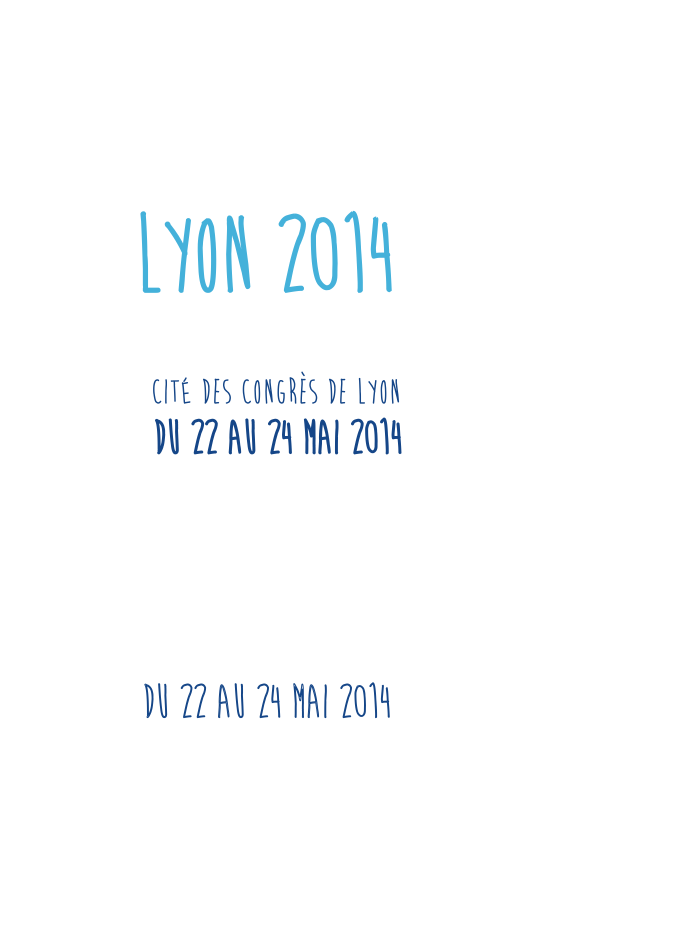 Lyon 2014
Cité des Congrès de Lyon
du 22 au 24 mai 2014
du 22 au 24 mai 2014